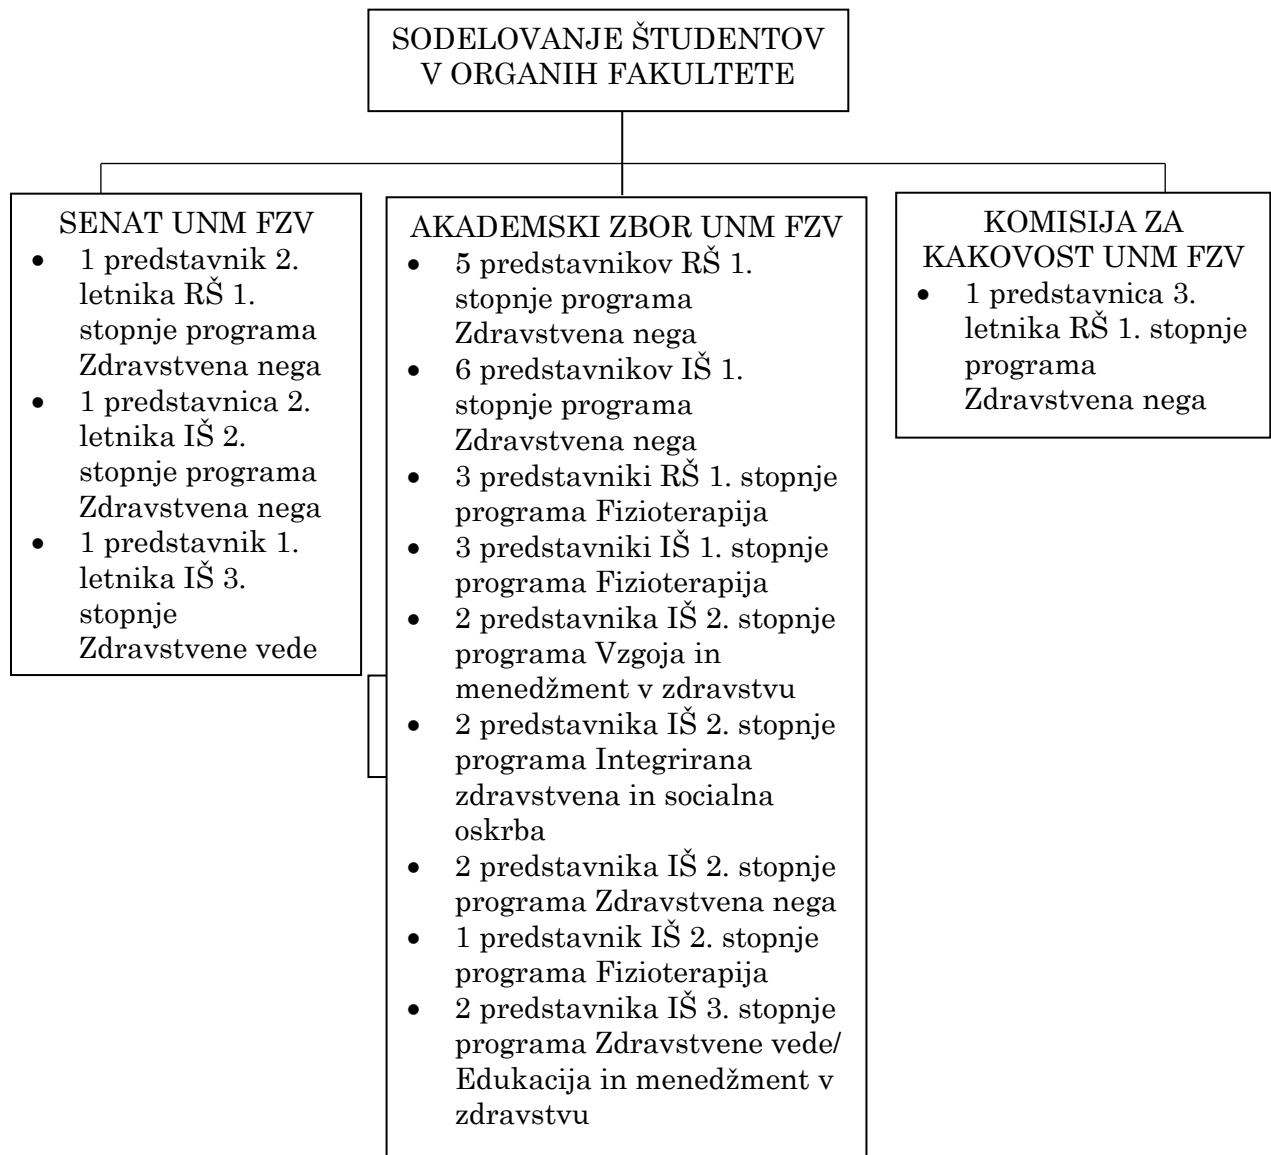 SODELOVANJE ŠTUDENTOV
V ORGANIH FAKULTETE
SENAT UNM FZV
• 1 predstavnik 2.
letnika RŠ 1.
stopnje programa
Zdravstvena nega
• 1 predstavnica 2.
letnika IŠ 2.
stopnje programa
Zdravstvena nega
• 1 predstavnik 1.
letnika IŠ 3.
stopnje
Zdravstvene vede
AKADEMSKI ZBOR UNM FZV
• 5 predstavnikov RŠ 1.
stopnje programa
Zdravstvena nega
• 6 predstavnikov IŠ 1.
stopnje programa
Zdravstvena nega
• 3 predstavniki RŠ 1. stopnje
programa Fizioterapija
• 3 predstavniki IŠ 1. stopnje
programa Fizioterapija
• 2 predstavnika IŠ 2. stopnje
programa Vzgoja in
menedžment v zdravstvu
• 2 predstavnika IŠ 2. stopnje
programa Integrirana
zdravstvena in socialna
oskrba
• 2 predstavnika IŠ 2. stopnje
programa Zdravstvena nega
• 1 predstavnik IŠ 2. stopnje
programa Fizioterapija
• 2 predstavnika IŠ 3. stopnje
programa Zdravstvene vede/
Edukacija in menedžment v
zdravstvu
KOMISIJA ZA
KAKOVOST UNM FZV
• 1 predstavnica 3.
letnika RŠ 1. stopnje
programa
Zdravstvena nega